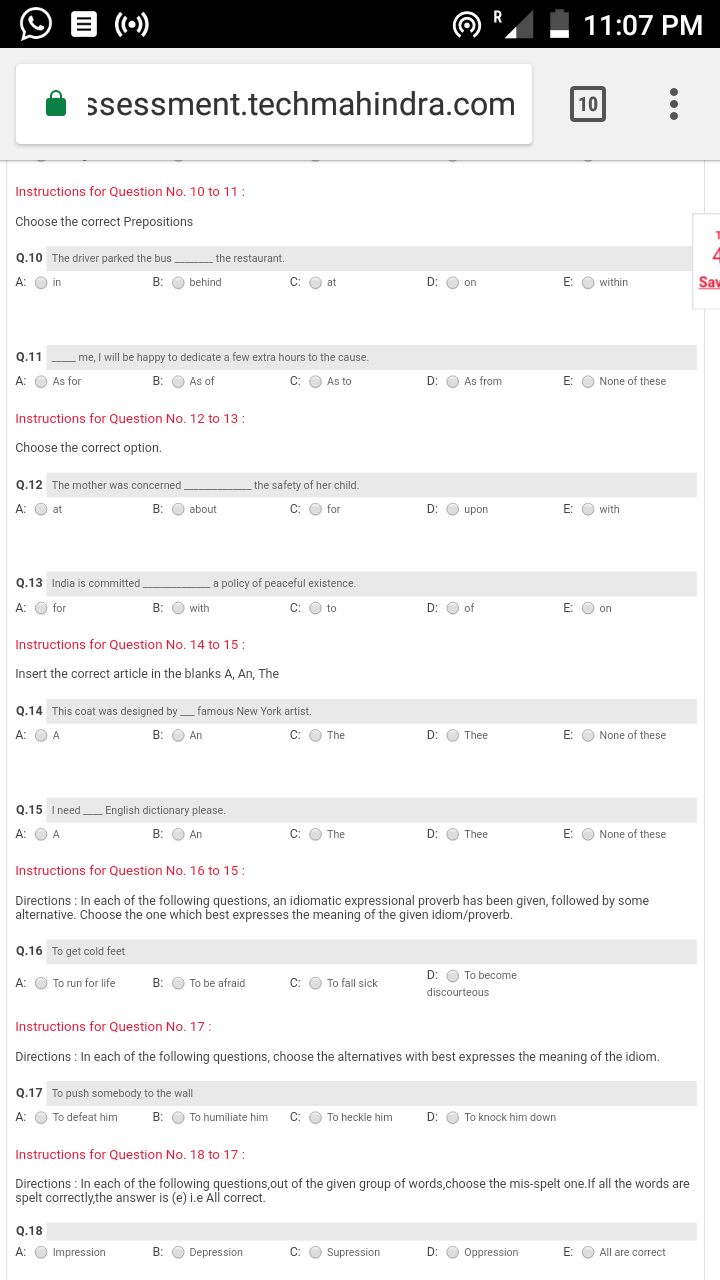 R 11:07 PM
ssessment.techmahindra.com 10
Instructions for Question No. 10 to 11 :
Choose the correct Prepositions
Q.10 The driver parked the bus ________ the restaurant.
A: in B: behind C: at D: on E: within
Sav
Q.11 _____ me, I will be happy to dedicate a few extra hours to the cause.
A: As for B: As of C: As to D: As from E: None of these
Instructions for Question No. 12 to 13 :
Choose the correct option.
Q.12 The mother was concerned ______________ the safety of her child.
A: at B: about C: for D: upon E: with
Q.13 India is committed ______________ a policy of peaceful existence.
A: for B: with C: to D: of E: on
Instructions for Question No. 14 to 15 :
Insert the correct article in the blanks A, An, The
Q.14 This coat was designed by ___ famous New York artist.
A: A B: An C: The D: Thee E: None of these
Q.15 I need ____ English dictionary please.
A: A B: An C: The D: Thee E: None of these
Instructions for Question No. 16 to 15 :
Directions : In each of the following questions, an idiomatic expressional proverb has been given, followed by some
alternative. Choose the one which best expresses the meaning of the given idiom/proverb.
Q.16 To get cold feet
A: To run for life B: To be afraid C: To fall sick D: To become
discourteous
Instructions for Question No. 17 :
Directions : In each of the following questions, choose the alternatives with best expresses the meaning of the idiom.
Q.17 To push somebody to the wall
A: To defeat him B: To humiliate him C: To heckle him D: To knock him down
Instructions for Question No. 18 to 17 :
Directions : In each of the following questions,out of the given group of words,choose the mis-spelt one.If all the words are
spelt correctly,the answer is (e) i.e All correct.
Q.18
A: Impression B: Depression C: Supression D: Oppression E: All are correct